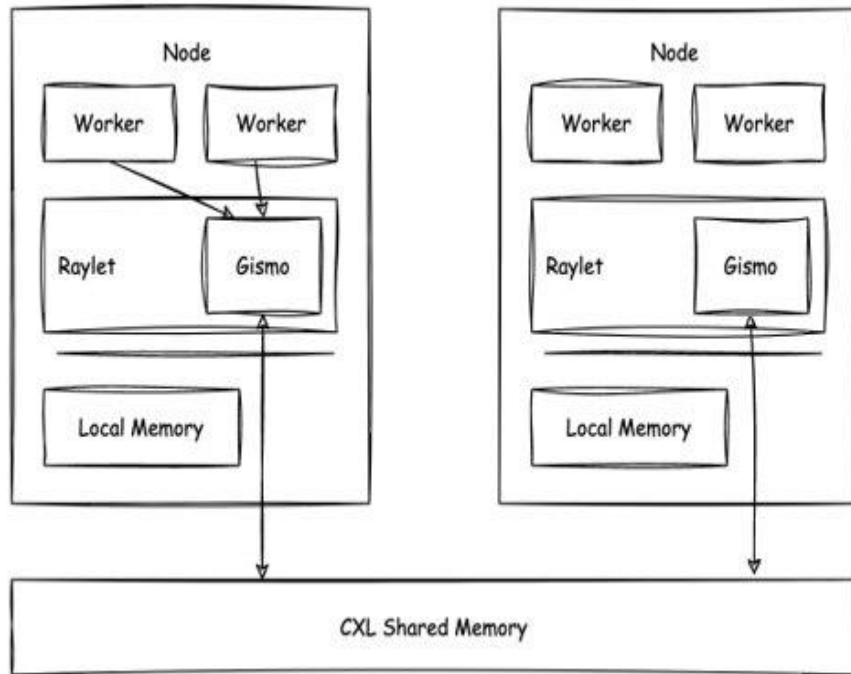 Node
Worker
Worker
Raylet
Gismo
Local Memory
Node
Worker
Worker
Raylet
Gismo
Local Memory
CXL Shared Memory